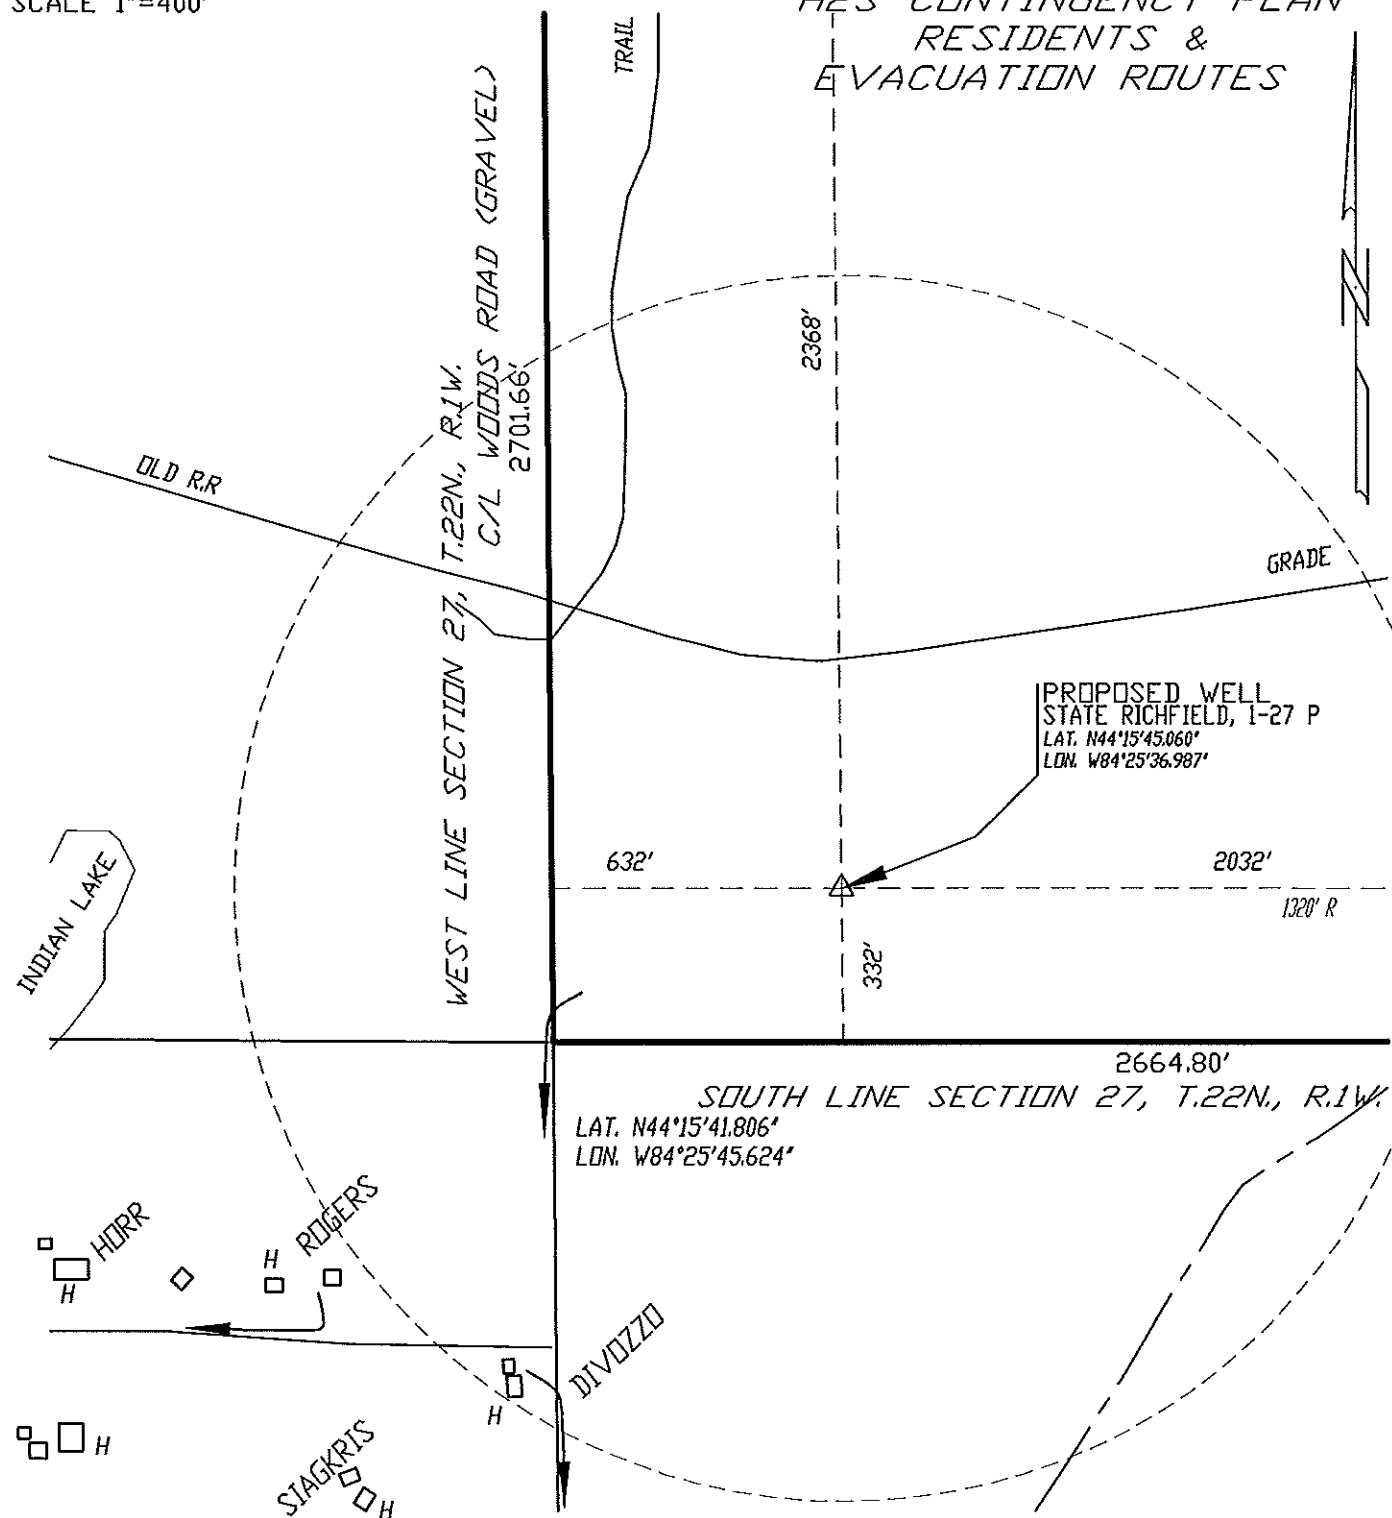 SCALE 1"=400'
H2S CONTINGENCY PLAN
RESIDENTS &
EVACUATION ROUTES
TRAIL
WEST LINE SECTION 27, T.22N., R.1W.
C/L WOODS ROAD (GRAVEL)
2701.66'
2368'
N
OLD R.R
GRADE
PROPOSED WELL
STATE RICHFIELD, 1-27 P
LAT. N44°15'45.060"
LON. W84°25'36.987"
INDIAN LAKE
632'
2032'
1320' R
332'
2664.80'
SOUTH LINE SECTION 27, T.22N., R.1W.
LAT. N44°15'41.806"
LON. W84°25'45.624"
HORR
H
H
ROGERS
DIVOZZO
H
H
SIAGKRIS
H